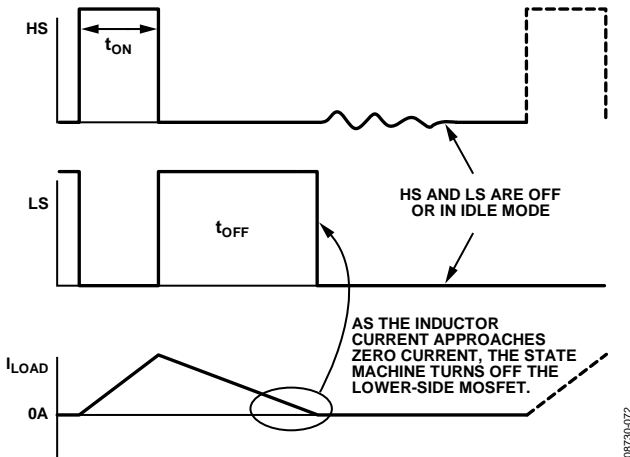 HS
tON
HS AND LS ARE OFF
OR IN IDLE MODE
LS
tOFF
AS THE INDUCTOR
CURRENT APPROACHES
ZERO CURRENT, THE STATE
MACHINE TURNS OFF THE
LOWER-SIDE MOSFET.
ILOAD
0A
08730-072